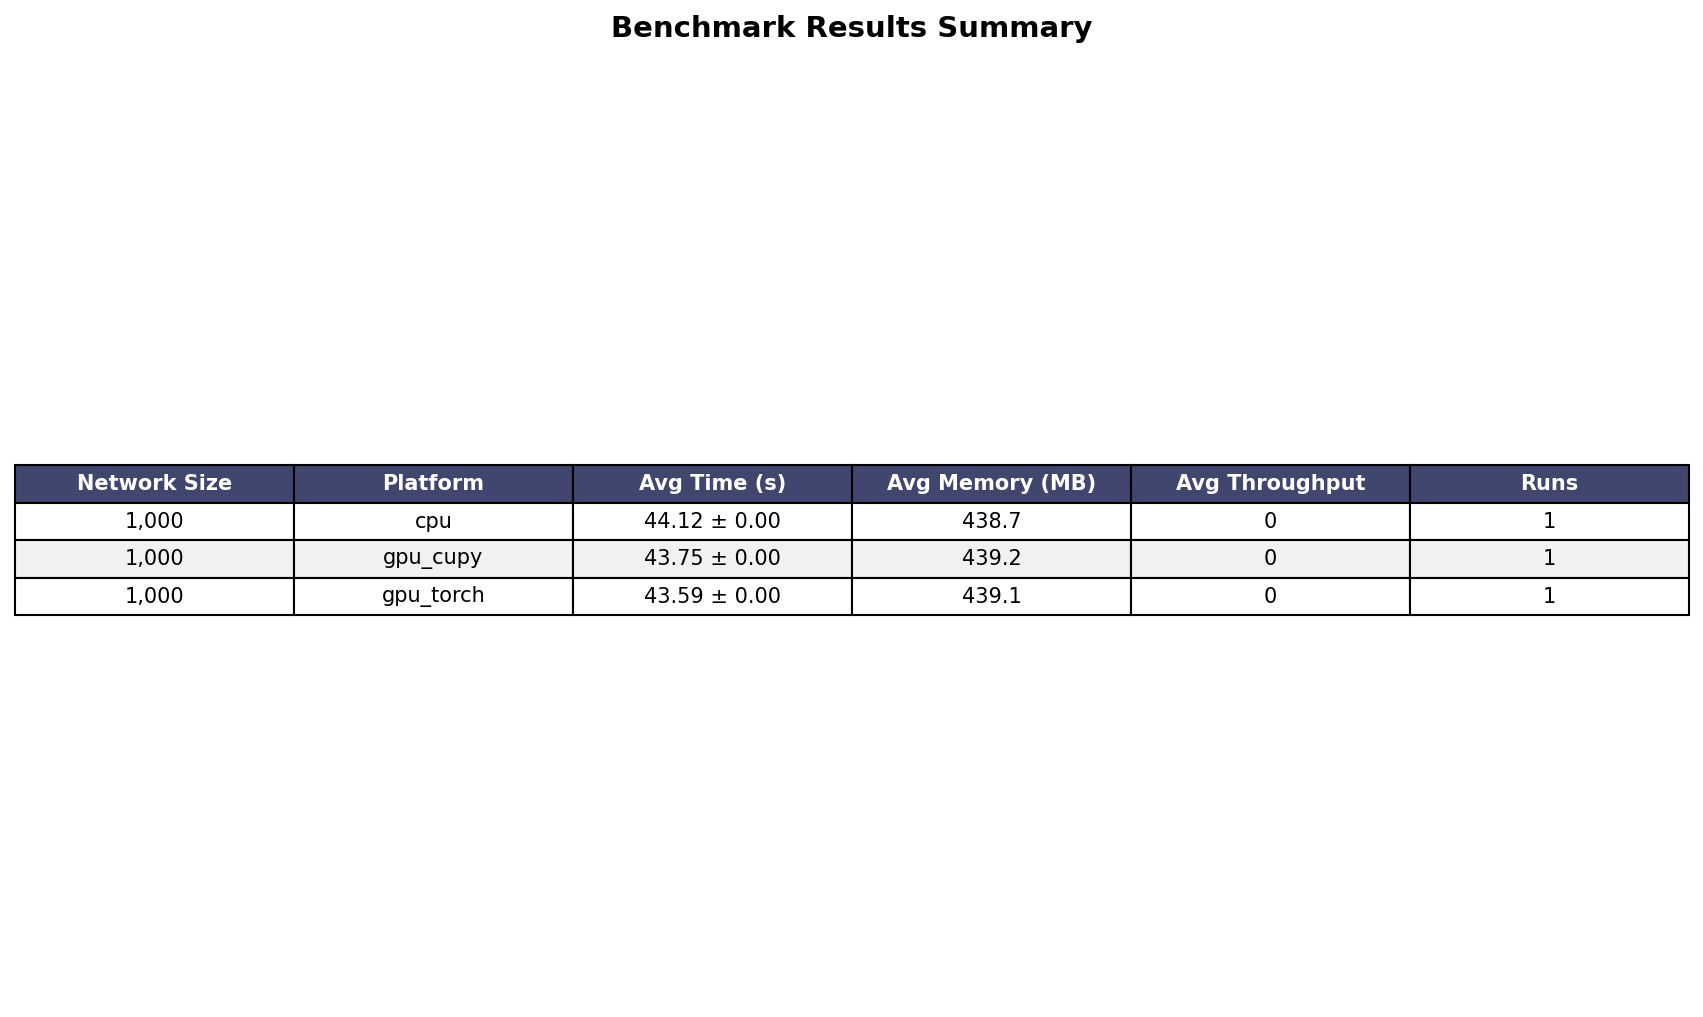 Benchmark Results Summary
Network Size Platform Avg Time (s) Avg Memory (MB) Avg Throughput Runs
1,000 cpu 44.12 ± 0.00 438.7 0 1
1,000 gpu_cupy 43.75 ± 0.00 439.2 0 1
1,000 gpu_torch 43.59 ± 0.00 439.1 0 1